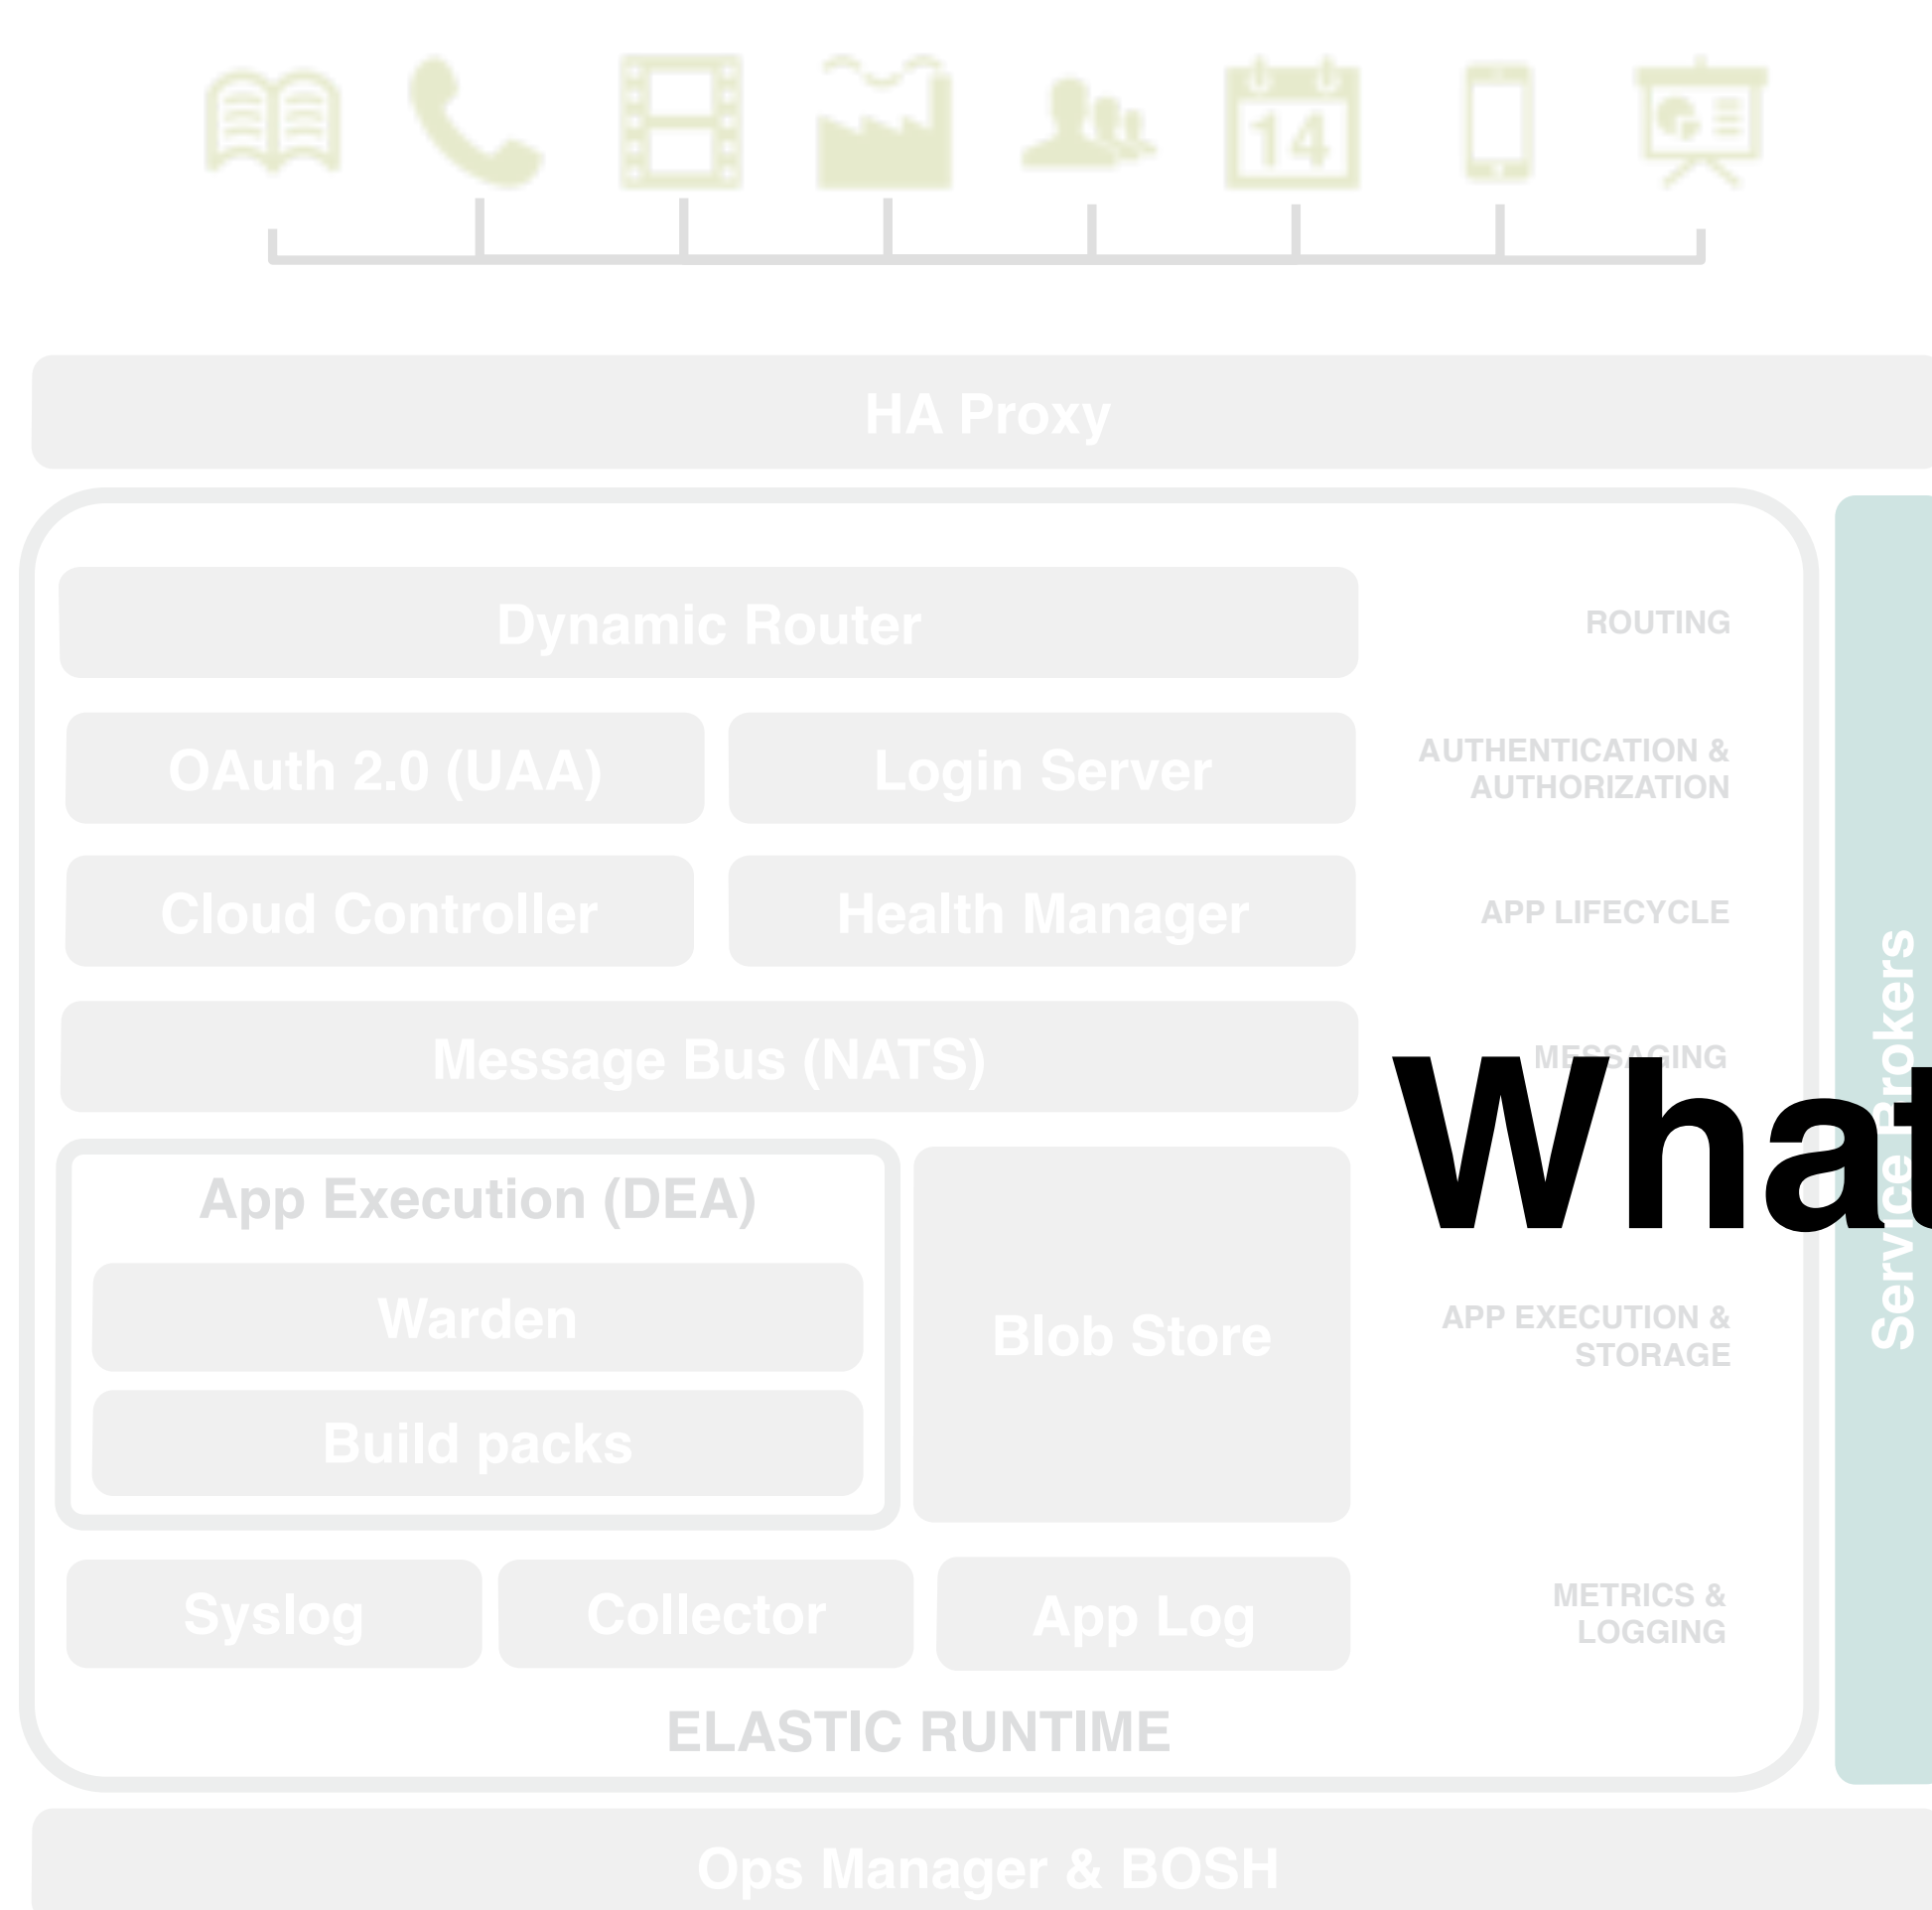 14
HA Proxy
Dynamic Router
ROUTING
OAuth 2.0 (UAA)
Login Server
AUTHENTICATION &
AUTHORIZATION
Cloud Controller
Health Manager
APP LIFECYCLE
Message Bus (NATS)
MESSAGING
What
App Execution (DEA)
Warden
Build packs
Blob Store
APP EXECUTION &
STORAGE
Syslog
Collector
App Log
METRICS &
LOGGING
ELASTIC RUNTIME
Service Brokers
Ops Manager & BOSH